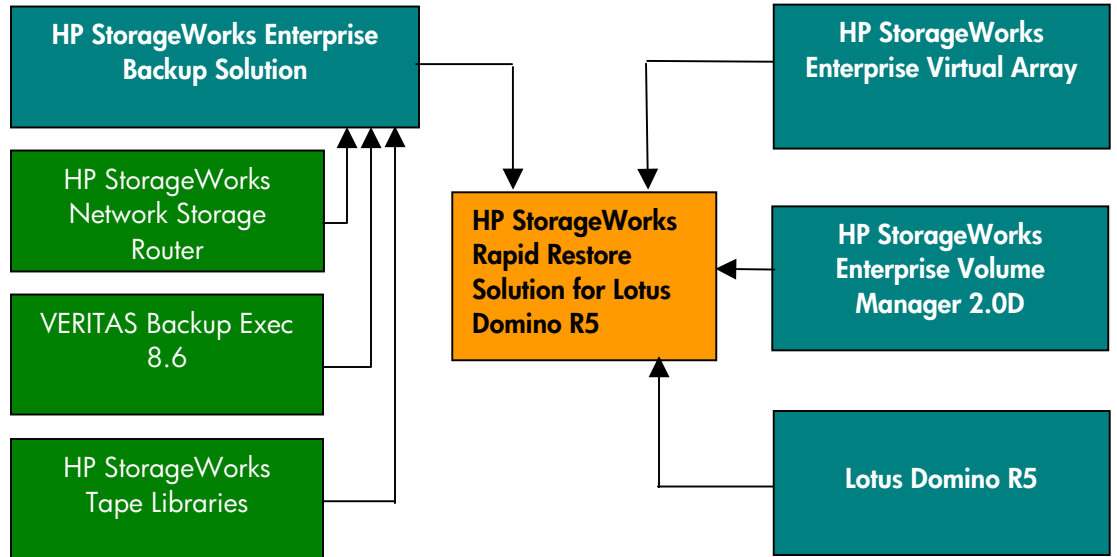 HP StorageWorks Enterprise
Backup Solution
HP StorageWorks
Network Storage
Router
VERITAS Backup Exec
8.6
HP StorageWorks
Tape Libraries
HP StorageWorks
Rapid Restore
Solution for Lotus
Domino R5
HP StorageWorks
Enterprise Virtual Array
HP StorageWorks
Enterprise Volume
Manager 2.0D
Lotus Domino R5